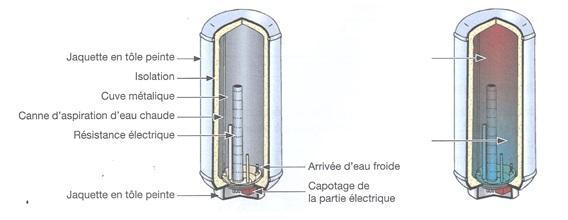 Jaquette en tôle peinte
Isolation
Cuve métalique
Canne d'aspiration d'eau chaude
Résistance électrique
Arrivée d'eau froide
Jaquette en tôle peinte
Capotage de
la partie électrique